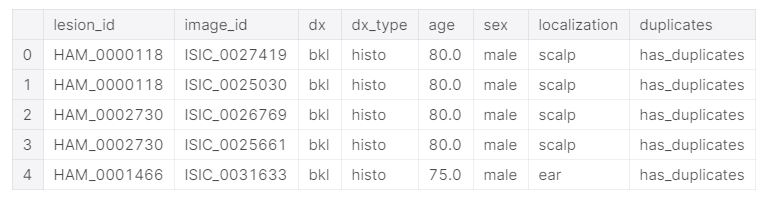 lesion_id image_id dx dx_type age sex localization duplicates
0 HAM_0000118 ISIC_0027419 bkl histo 80.0 male scalp has_duplicates
1 HAM_0000118 ISIC_0025030 bkl histo 80.0 male scalp has_duplicates
2 HAM_0002730 ISIC_0026769 bkl histo 80.0 male scalp has_duplicates
3 HAM_0002730 ISIC_0025661 bkl histo 80.0 male scalp has_duplicates
4 HAM_0001466 ISIC_0031633 bkl histo 75.0 male ear has_duplicates